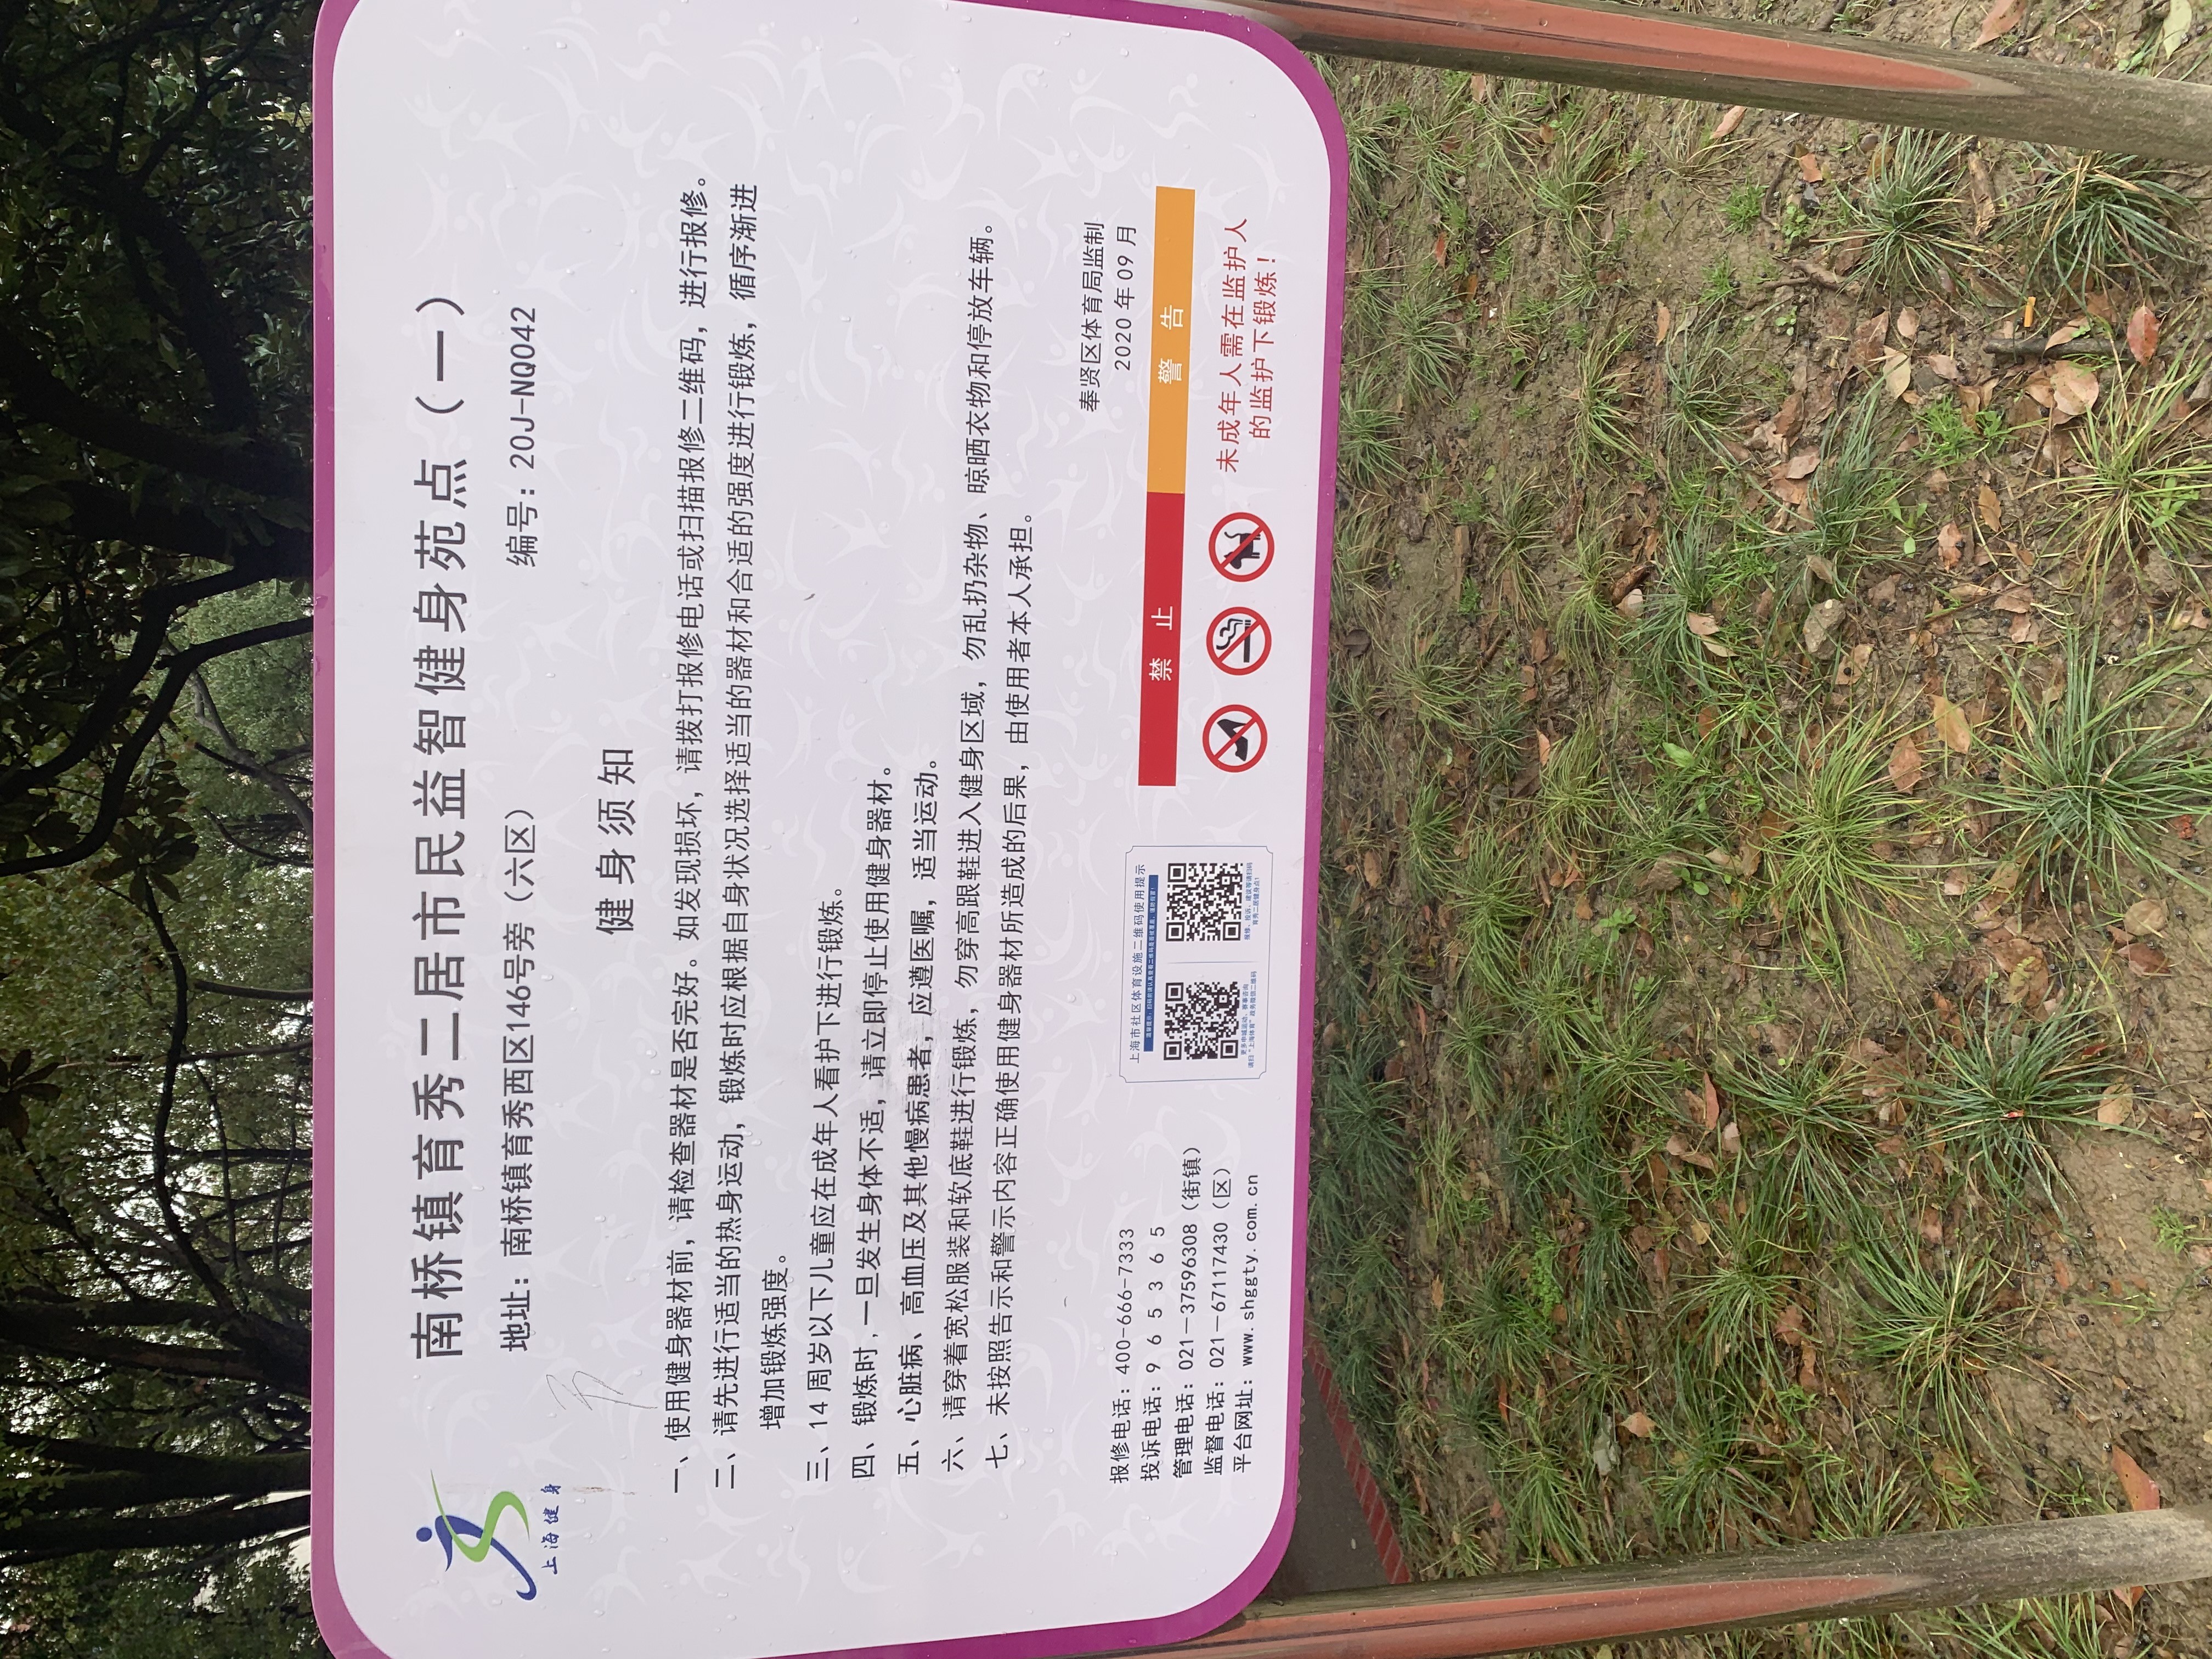 上海健身
南桥镇育秀二居市民益智健身苑点（一）
地址：南桥镇育秀西区146号旁（六区）
编号：20J-NQ042
健身须知
一、使用健身器材前，请检查器材是否完好。如发现损坏，请拨打报修电话或扫描报修二维码，进行报修。
二、请先进行适当的热身运动，锻炼时应根据自身状况选择适当的器材和合适的强度进行锻炼，循序渐进
增加锻炼强度。
三、14周岁以下儿童应在成年人看护下进行锻炼。
四、锻炼时,一旦发生身体不适，请立即停止使用健身器材。
五、心脏病、高血压及其他慢病患者，应遵医嘱，适当运动。
六、请穿着宽松服装和软底鞋进行锻炼，勿穿高跟鞋进入健身区域，勿乱扔杂物、晾晒衣物和停放车辆。
七、未按照告示和警示内容正确使用健身器材所造成的后果，由使用者本人承担。
奉贤区体育局监制
2020年09月
报修电话：400-666-7333
投诉电话：9 6 5 3 6 5
管理电话：021—37596308（街镇）
监督电话：021—67117430（区）
平台网址：www.shggty.com.cn
上海市社区体育设施二维码使用提示
禁止
警告
未成年人需在监护人
的监护下锻炼！